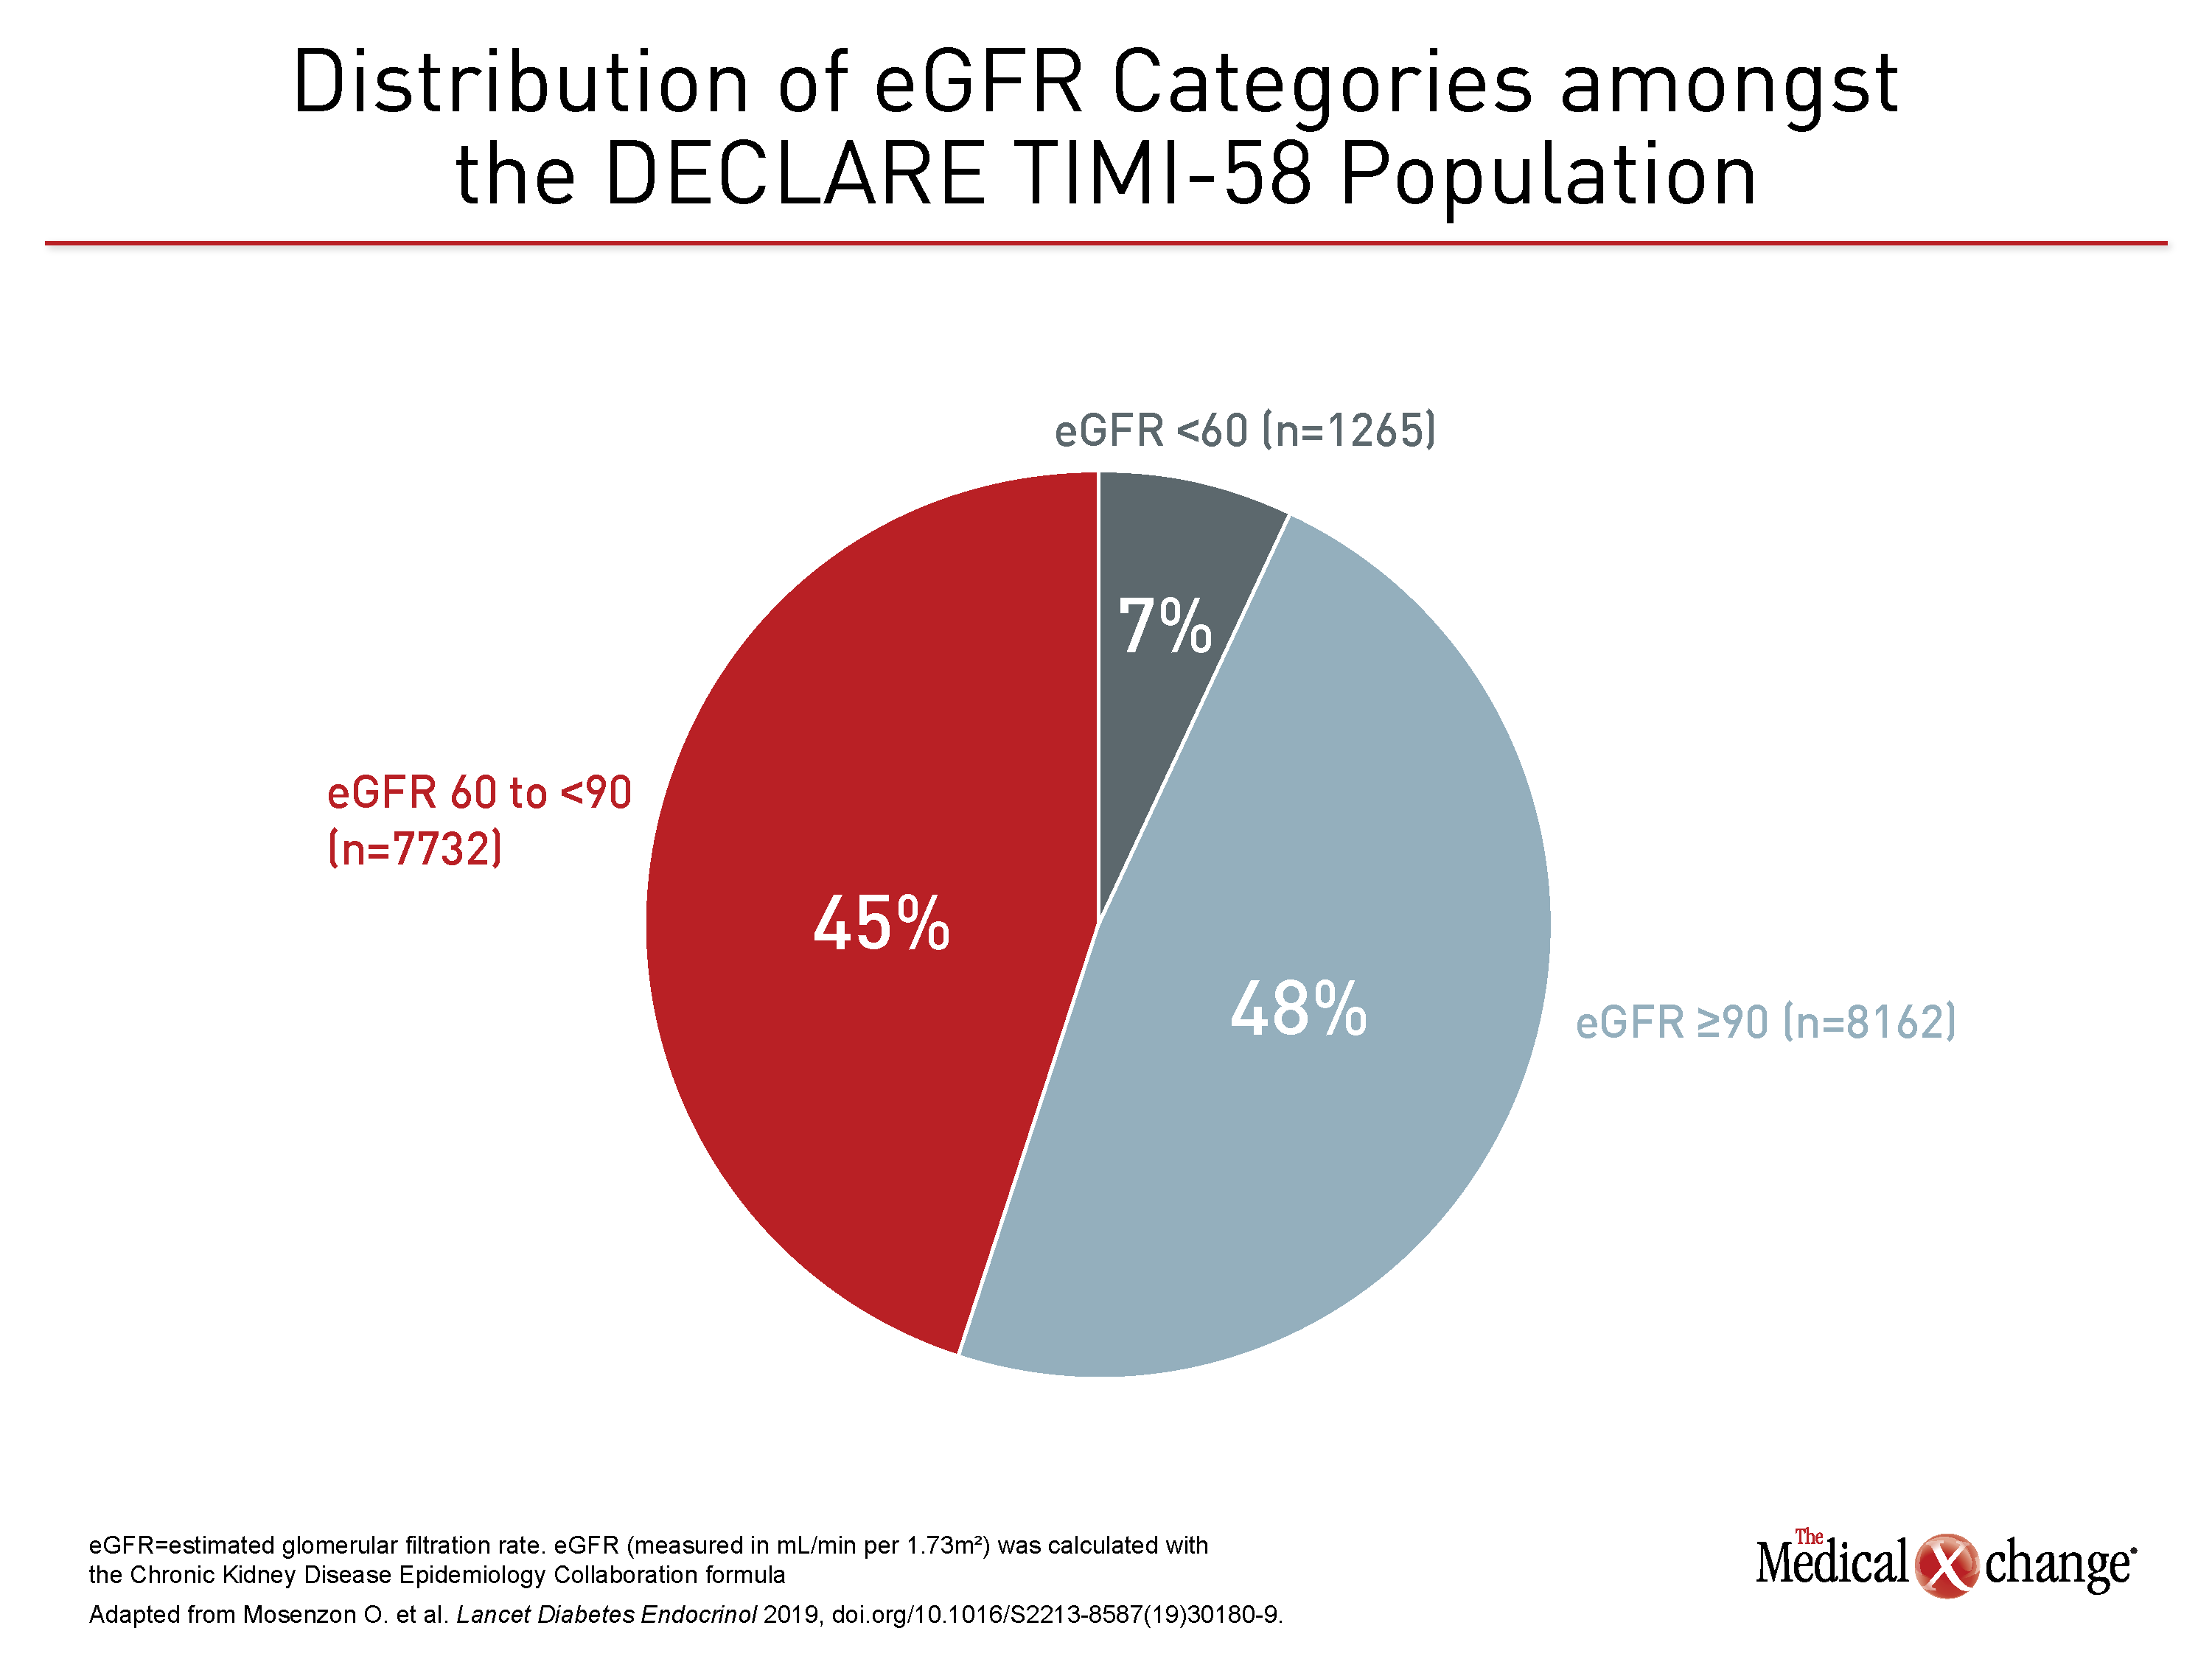 Distribution of eGFR Categories amongst
the DECLARE TIMI-58 Population
eGFR <60 (n=1265)
7%
eGFR 60 to <90
(n=7732)
45%
48%
eGFR ≥90 (n=8162)
eGFR=estimated glomerular filtration rate. eGFR (measured in mL/min per 1.73m²) was calculated with
the Chronic Kidney Disease Epidemiology Collaboration formula
Adapted from Mosenzon O. et al. Lancet Diabetes Endocrinol 2019, doi.org/10.1016/S2213-8587(19)30180-9.
The
Medical X change